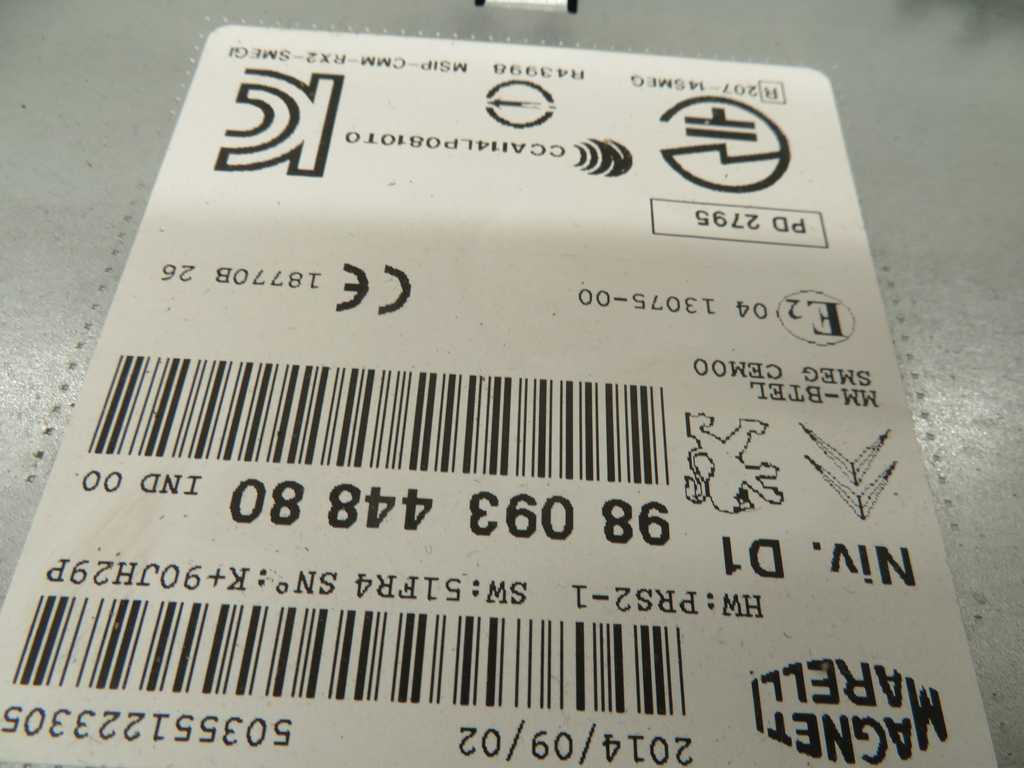 MAGNETI
MARELLI
2014/09/02 503551223305
HW:PRS2-1 SW:51FR4 SN°:K+90JH29P
Niv. D1 98 093 448 80 IND 00
MM-BTEL
SMEG CEM00
E2 04 13075-00 CE 18770B 26
PD 2795
CCAI14LP0810T0
R 207-14SMEG R43998 MSIP-CMM-RX2-SMEGI